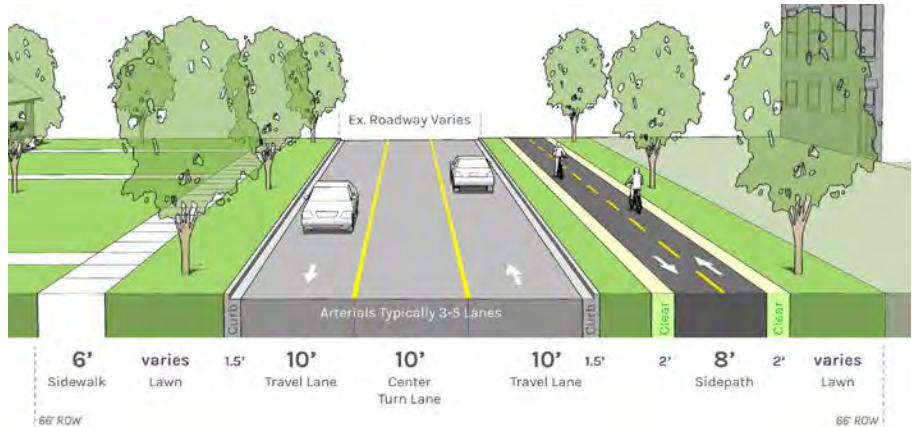 Ex. Roadway Varies
Arterials Typically 3-5 Lanes
Curb
Curb
Clear
Clear
6' varies 1.5' 10' 10' 10' 1.5' 2' 8' 2' varies
Sidewalk Lawn Travel Lane Center Travel Lane Sidepath Lawn
Turn Lane
66' ROW 66' ROW